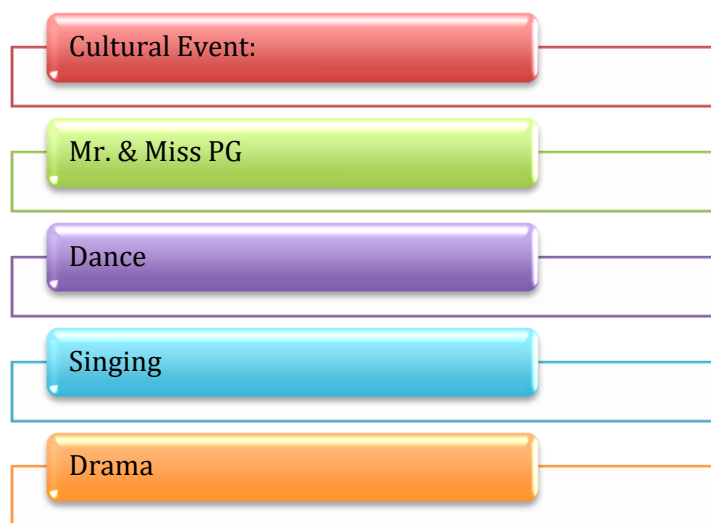 Cultural Event:
Mr. & Miss PG
Dance
Singing
Drama